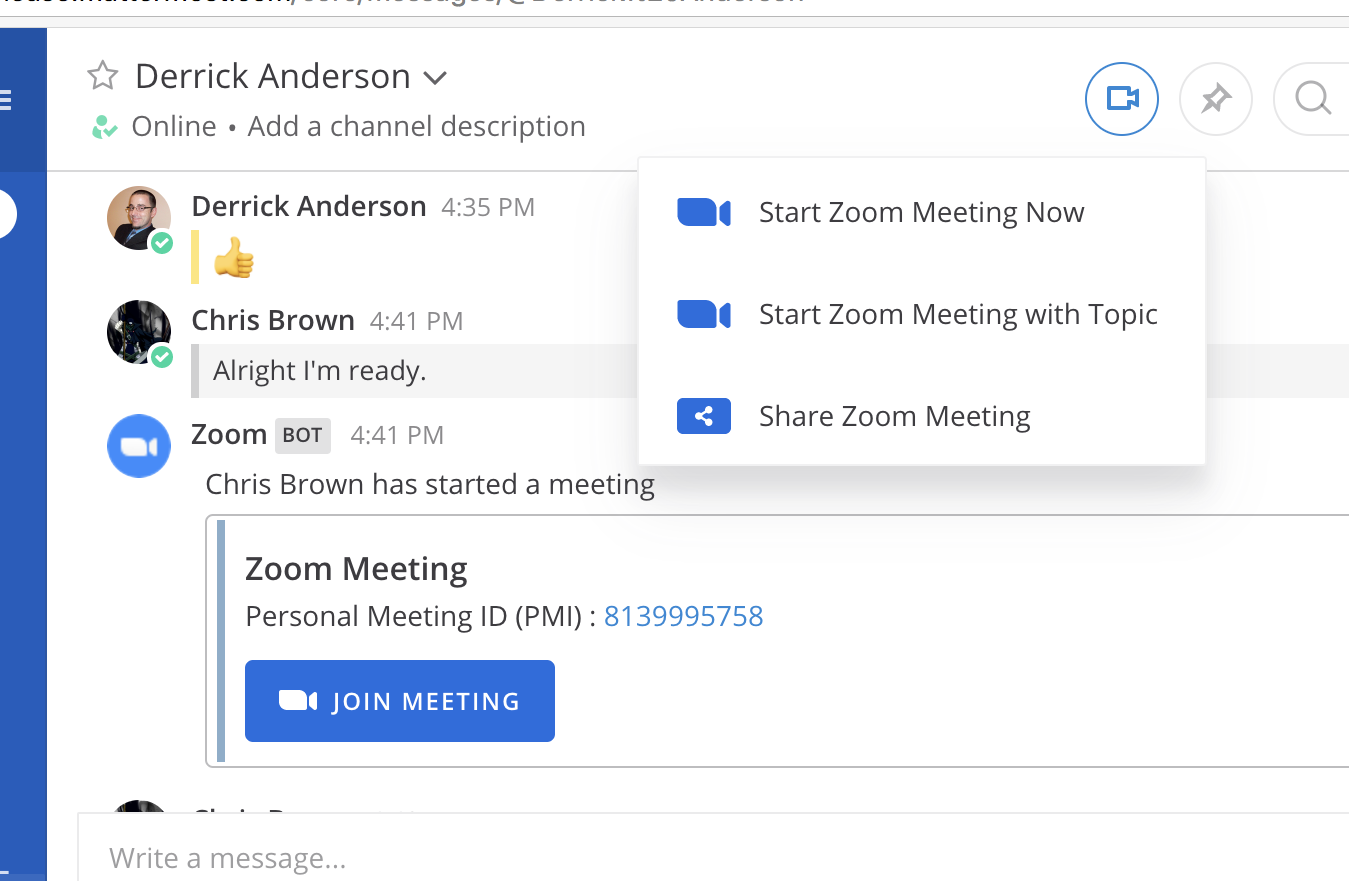 Derrick Anderson
Online • Add a channel description
Derrick Anderson 4:35 PM
Chris Brown 4:41 PM
Alright I'm ready.
Zoom BOT 4:41 PM
Chris Brown has started a meeting
Zoom Meeting
Personal Meeting ID (PMI) : 8139995758
JOIN MEETING
Start Zoom Meeting Now
Start Zoom Meeting with Topic
Share Zoom Meeting
Write a message...